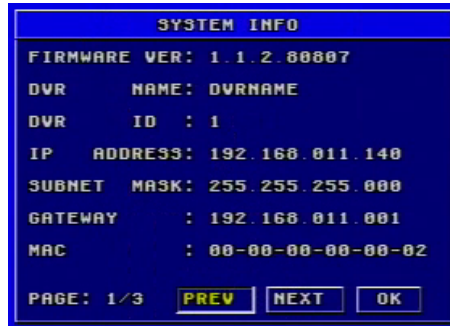 SYSTEM INFO
FIRMWARE VER: 1.1.2.80807
DVR NAME: DVRNAME
DVR ID : 1
IP ADDRESS: 192.168.011.140
SUBNET MASK: 255.255.255.000
GATEWAY : 192.168.011.001
MAC : 00-00-00-00-00-02
PAGE: 1/3 PREV NEXT OK